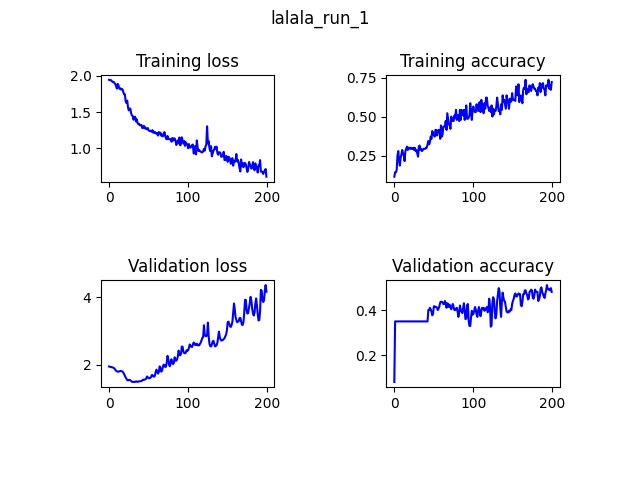 lalala_run_1
Training loss
Training accuracy
2.0
1.5
1.0
0 100 200
0.75
0.50
0.25
0 100 200
Validation loss
Validation accuracy
4
2
0 100 200
0.4
0.2
0 100 200